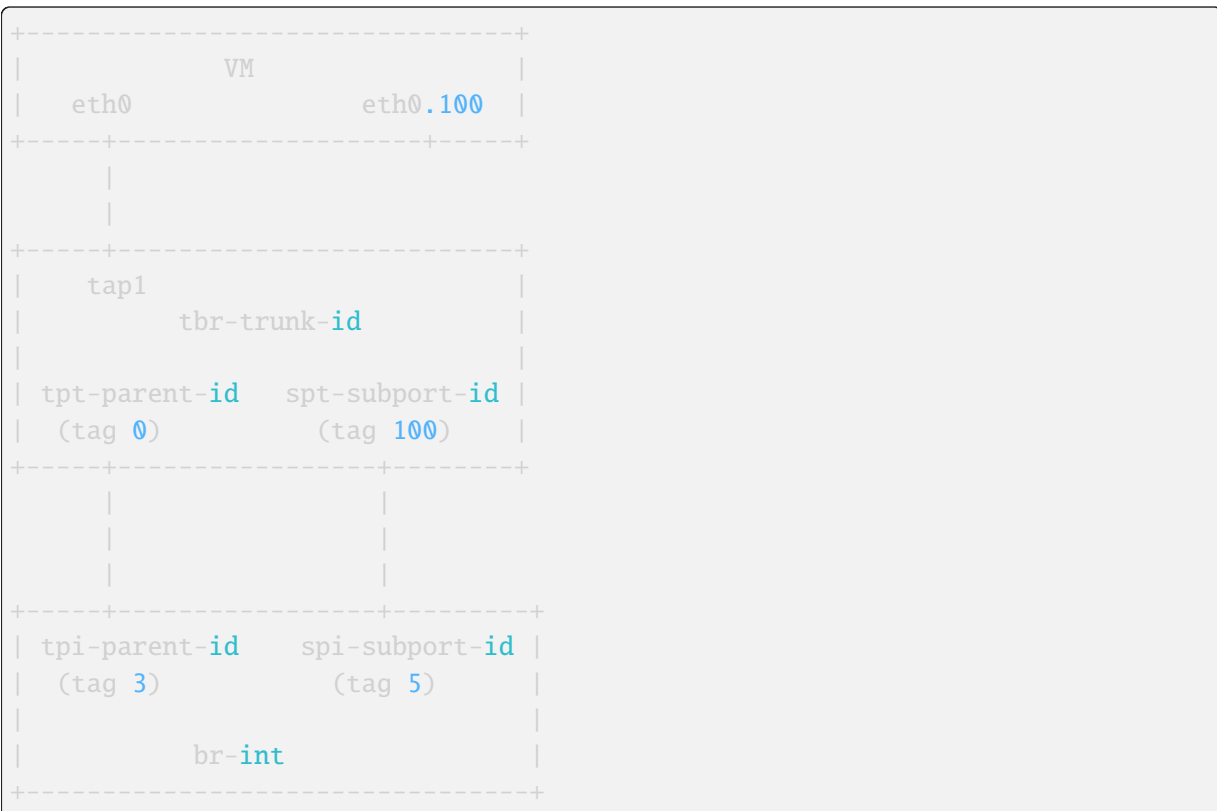 +--------------------------------+
|             VM                 |
|   eth0               eth0.100  |
+-----+--------------------+-----+
      |
      |
+-----+--------------------------+
|    tap1                        |
|          tbr-trunk-id          |
|                                |
| tpt-parent-id   spt-subport-id |
|  (tag 0)          (tag 100)    |
+-----+-----------------+--------+
      |                 |
      |                 |
      |                 |
+-----+-----------------+---------+
| tpi-parent-id    spi-subport-id |
|  (tag 3)           (tag 5)      |
|                                 |
|           br-int                |
+---------------------------------+